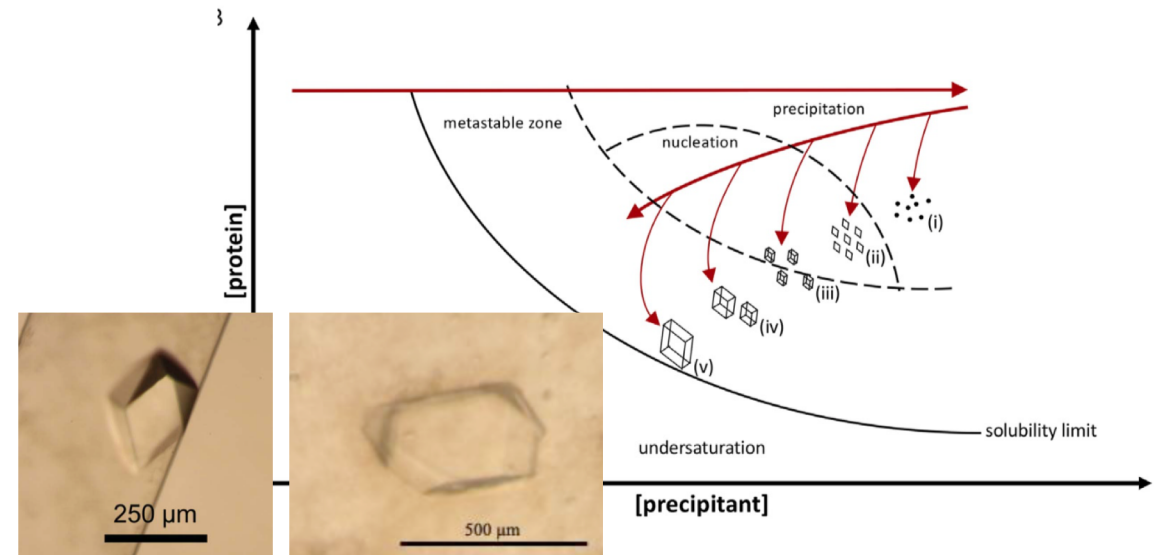 precipitation
metastable zone
nucleation
[protein]
(i)
(ii)
(iii)
(iv)
(v)
solubility limit
undersaturation
[precipitant]
250 μm
500 μm